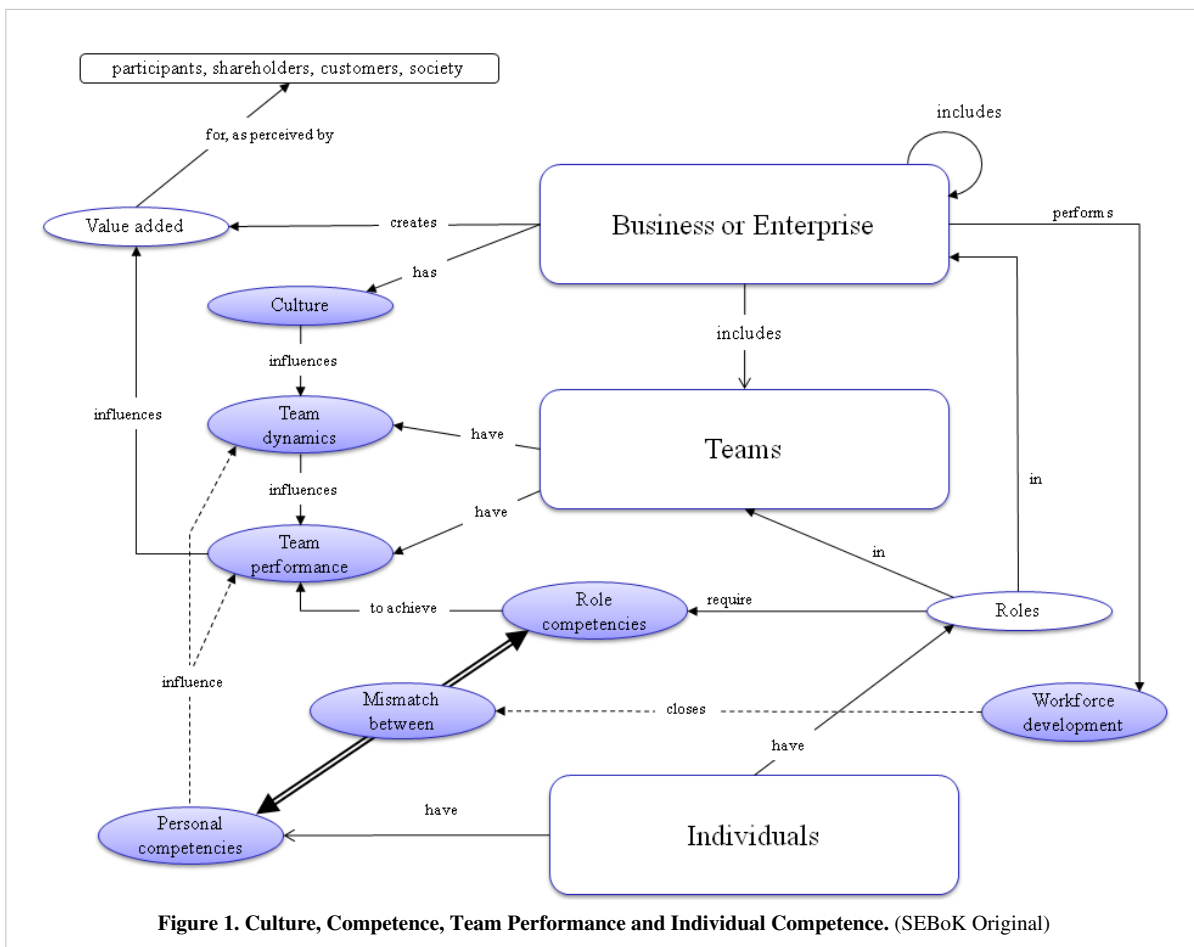 participants, shareholders, customers, society
includes
for, as perceived by
Business or Enterprise
performs
Value added
creates
has
Culture
includes
influences
influences
Team
dynamics
have
Teams
in
influences
have
Team
performance
in
to achieve
Role
competencies
require
Roles
influence
Mismatch
between
closes
Workforce
development
have
Personal
competencies
have
Individuals
Figure 1. Culture, Competence, Team Performance and Individual Competence. (SEBoK Original)